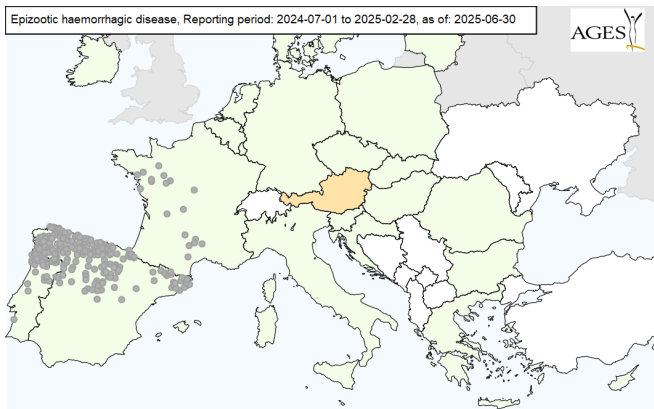 Epizootic haemorrhagic disease, Reporting period: 2024-07-01 to 2025-02-28, as of: 2025-06-30
AGES